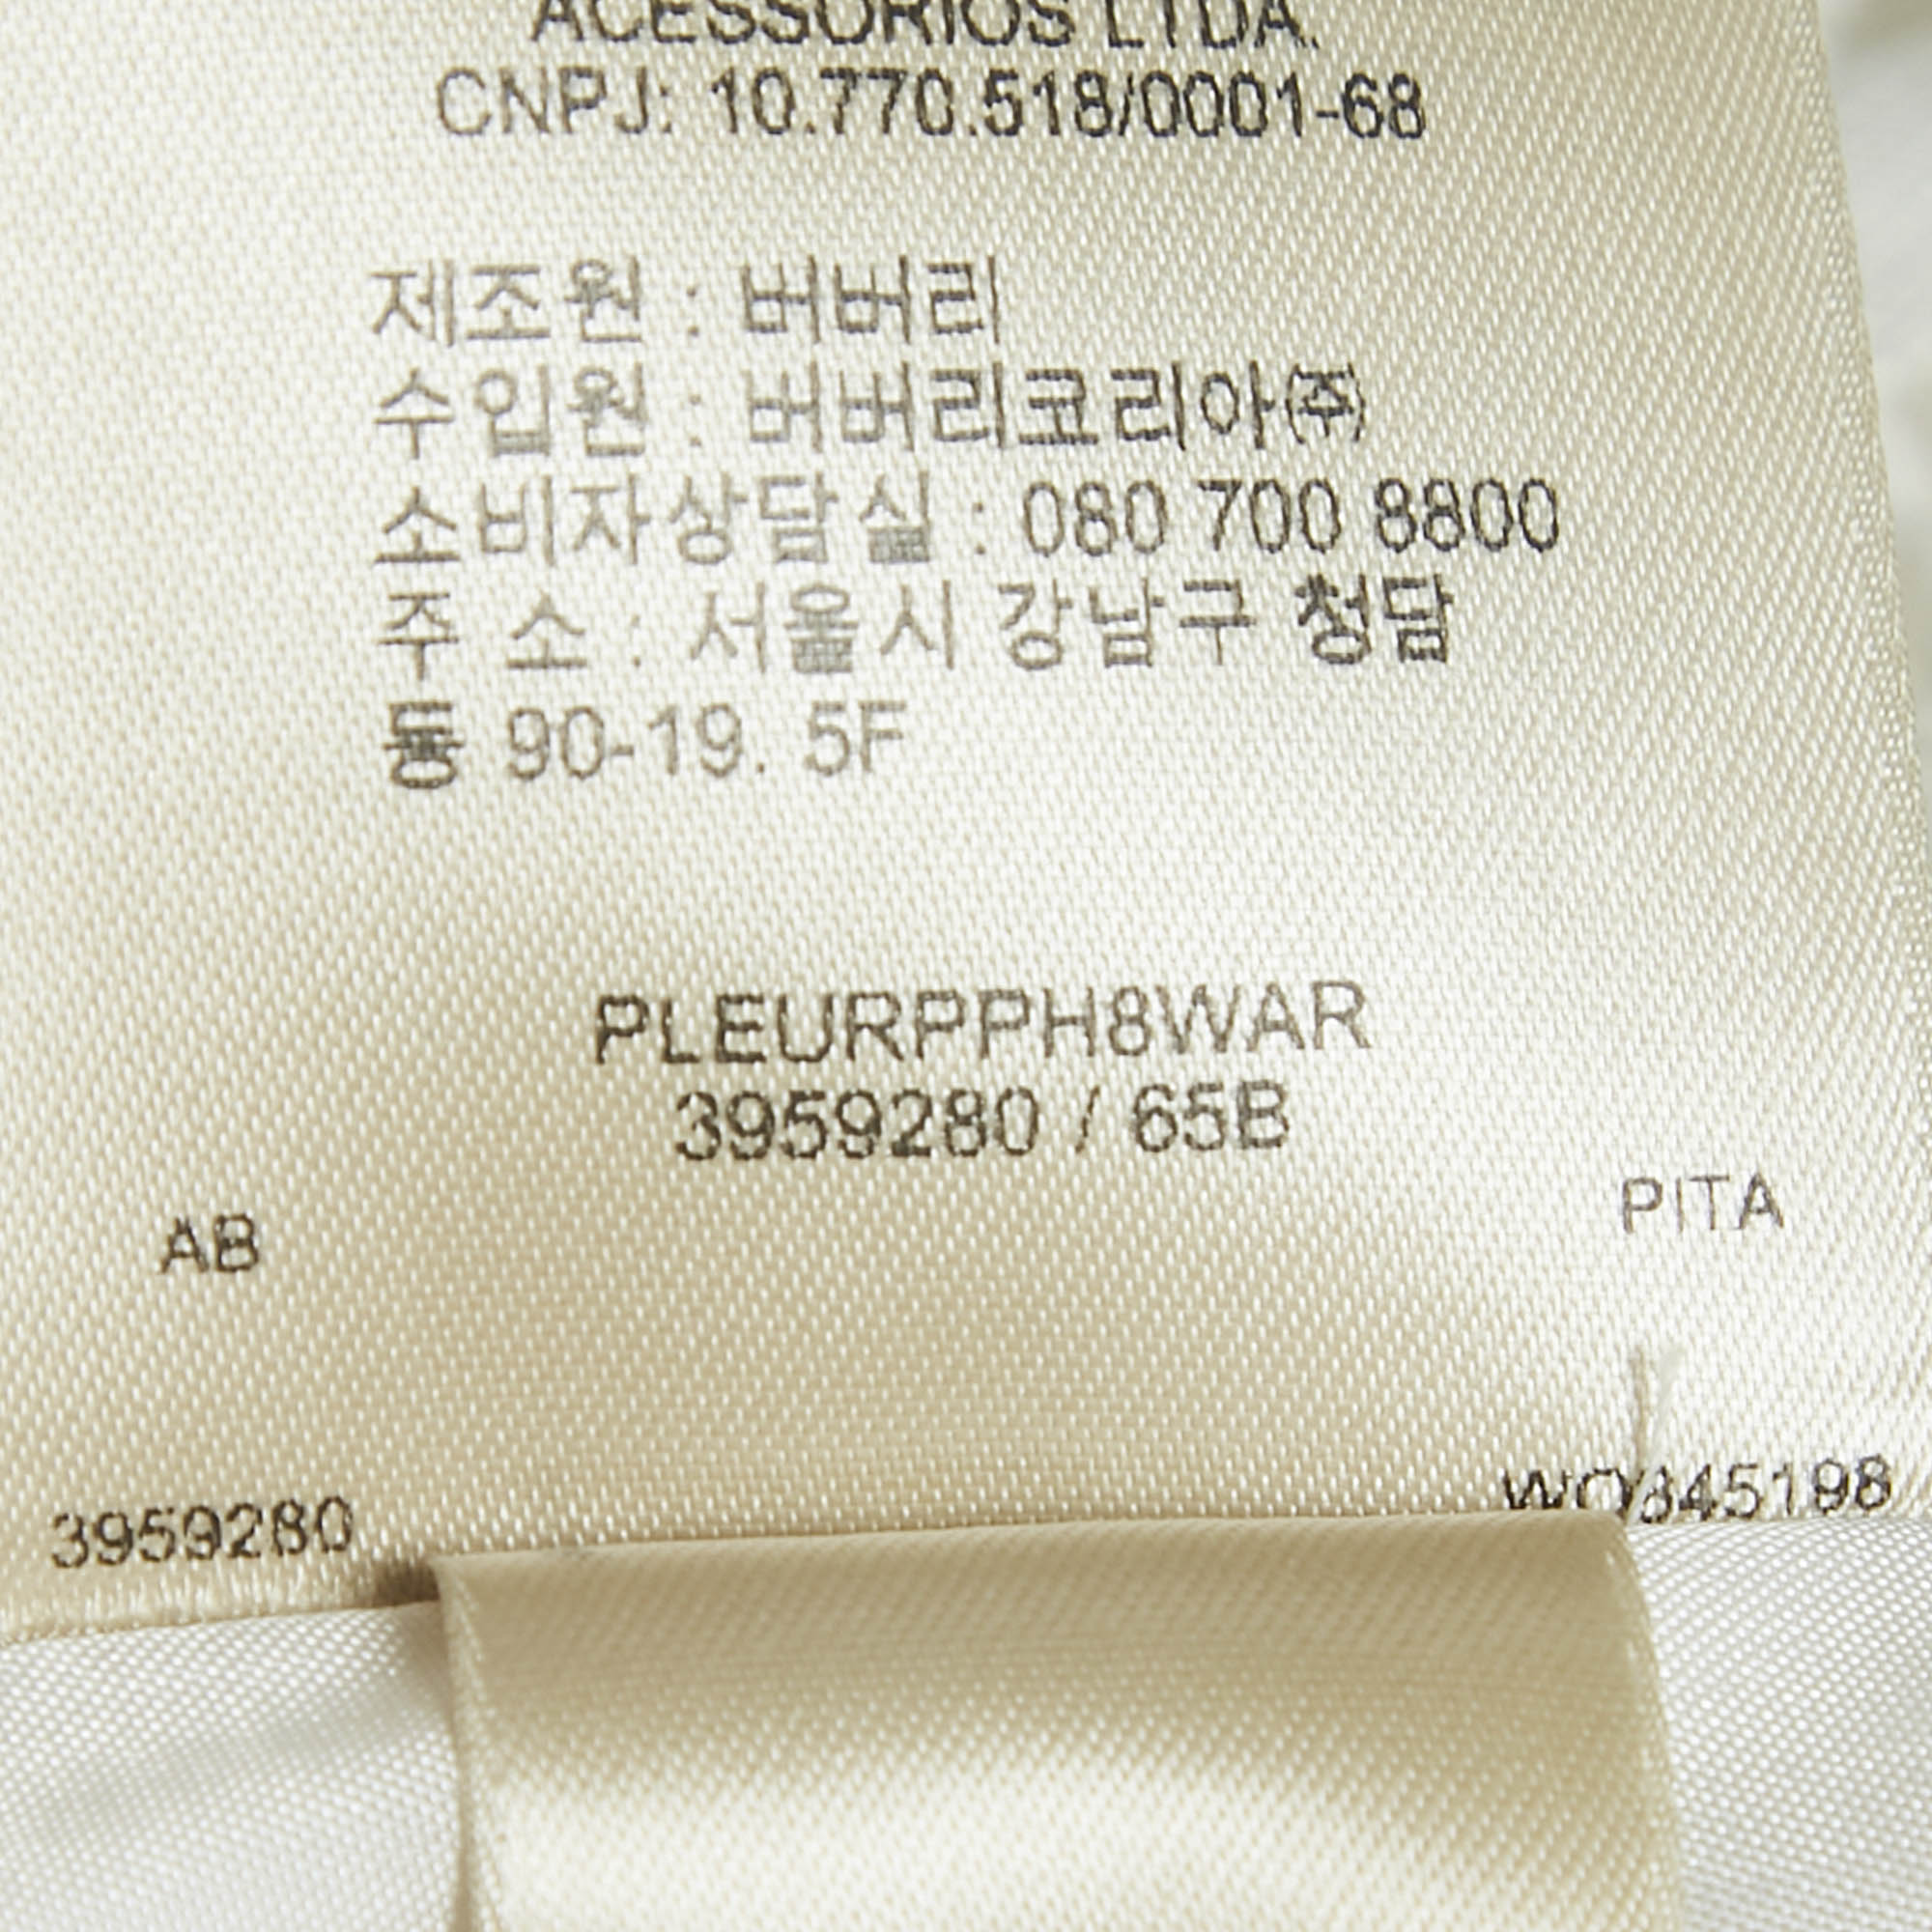 ACESSORIOS LTDA.
CNPJ: 10.770.518/0001-68
제조원 : 버버리
수입원 : 버버리코리아㈜
소비자상담실 : 080 700 8800
주 소 : 서울시 강남구 청담
동 90-19. 5F
PLEURPPH8WAR
3959280 / 65B
AB
PITA
3959280